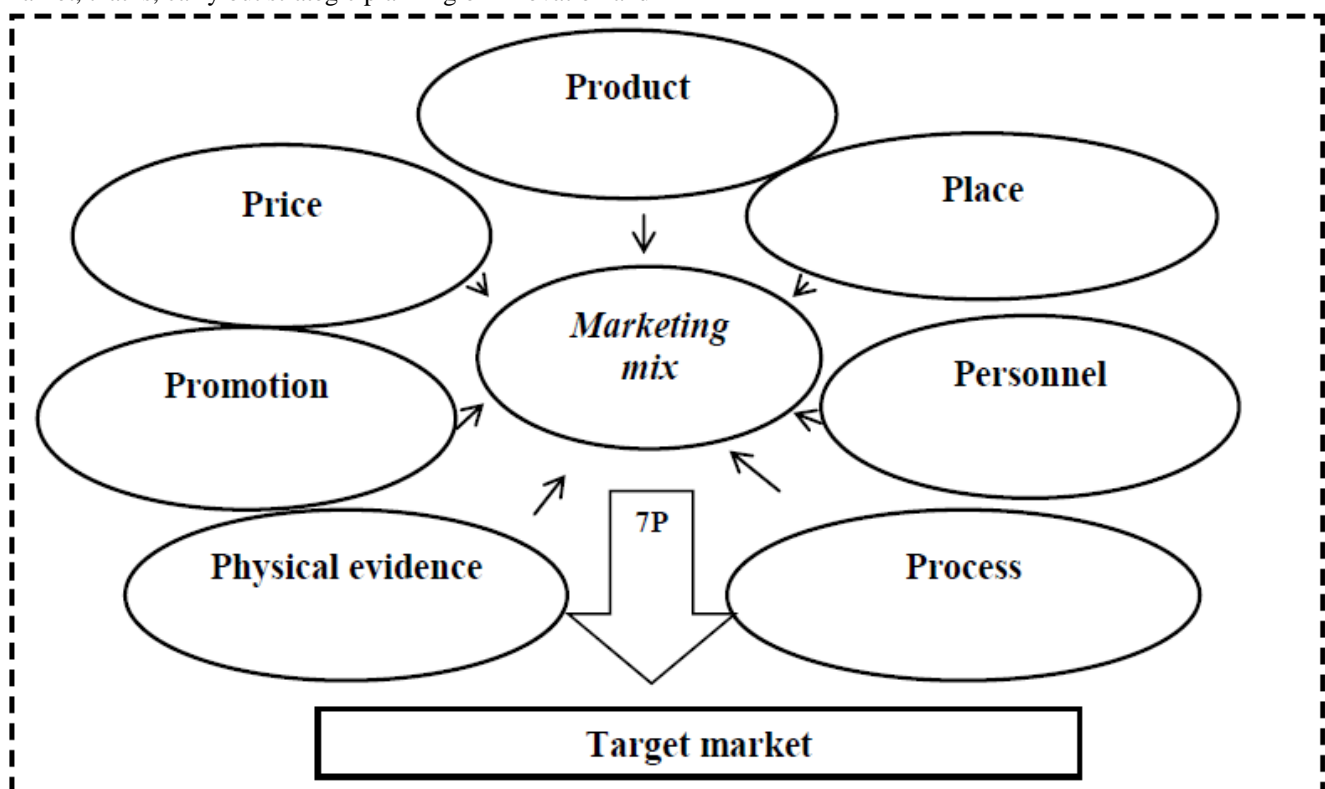 Product
Price
Place
Marketing
mix
Promotion
Personnel
7P
Physical evidence
Process
Target market